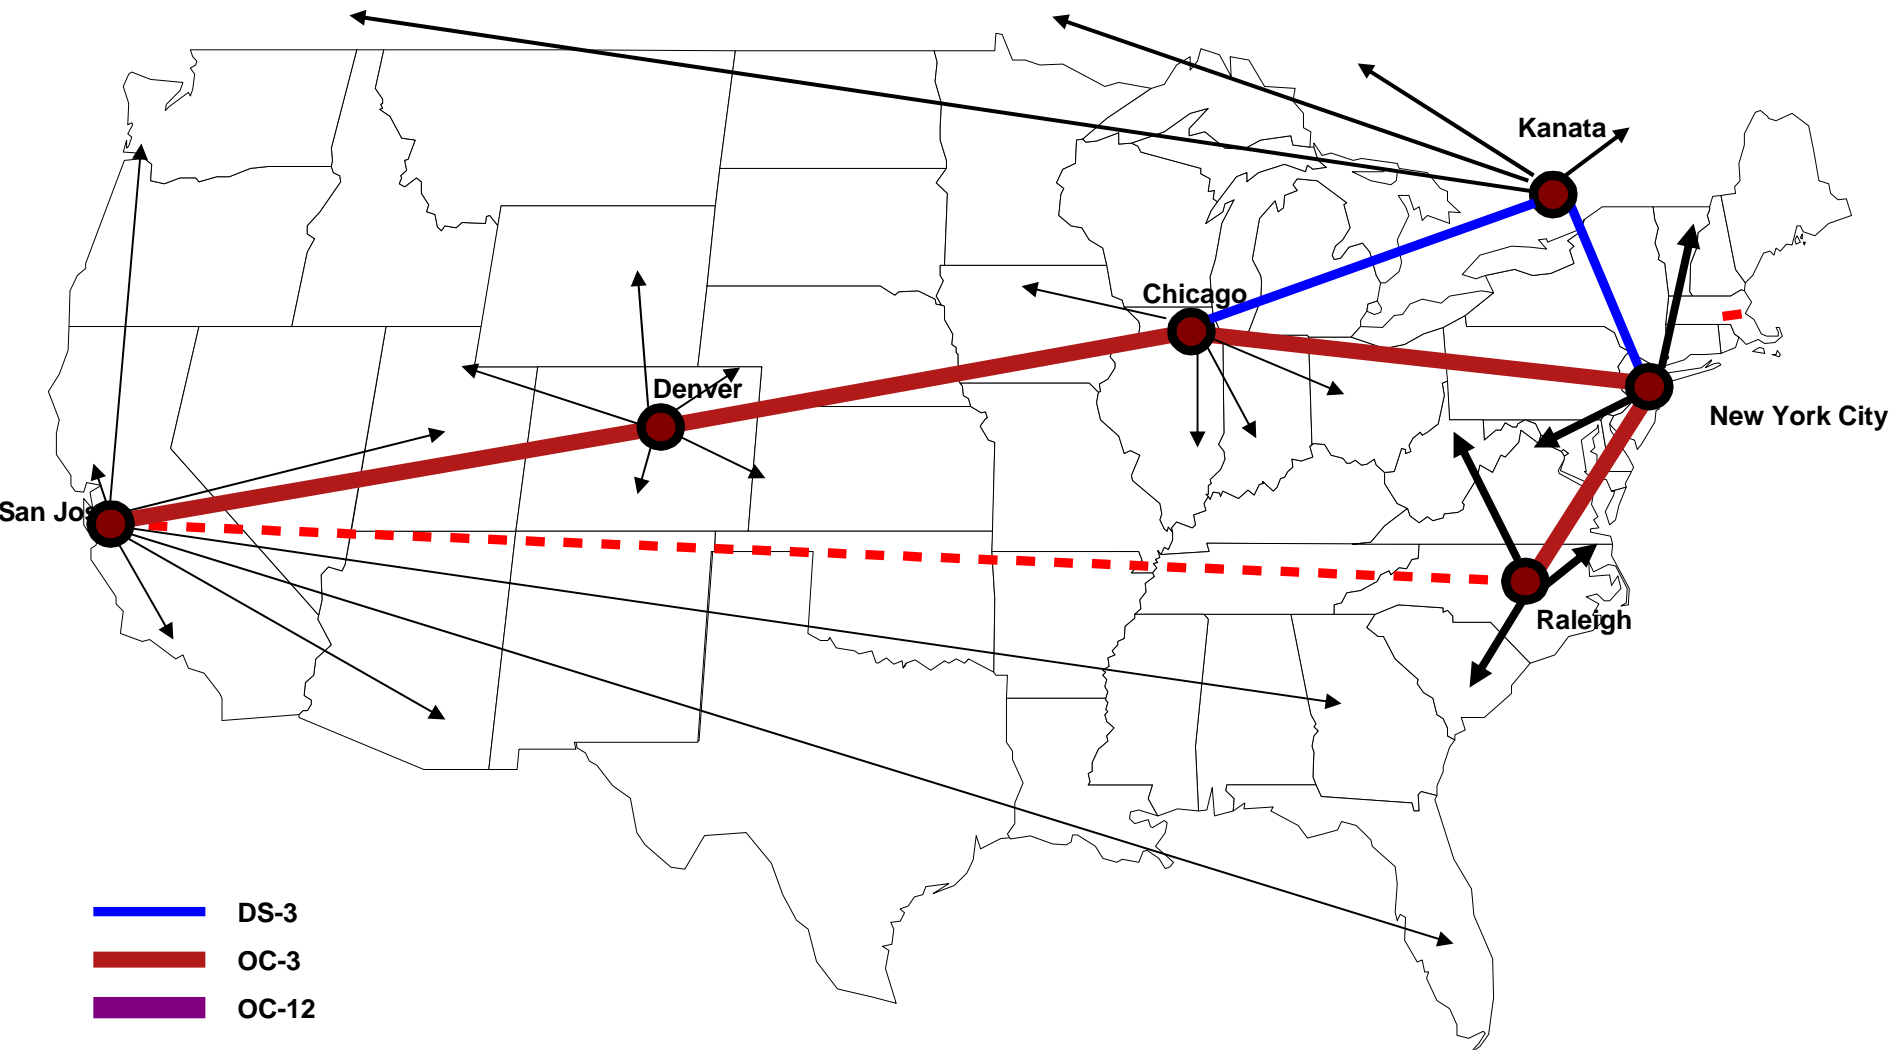 Kanata
Chicago
Denver
New York City
San Jos
Raleigh
DS-3
OC-3
OC-12